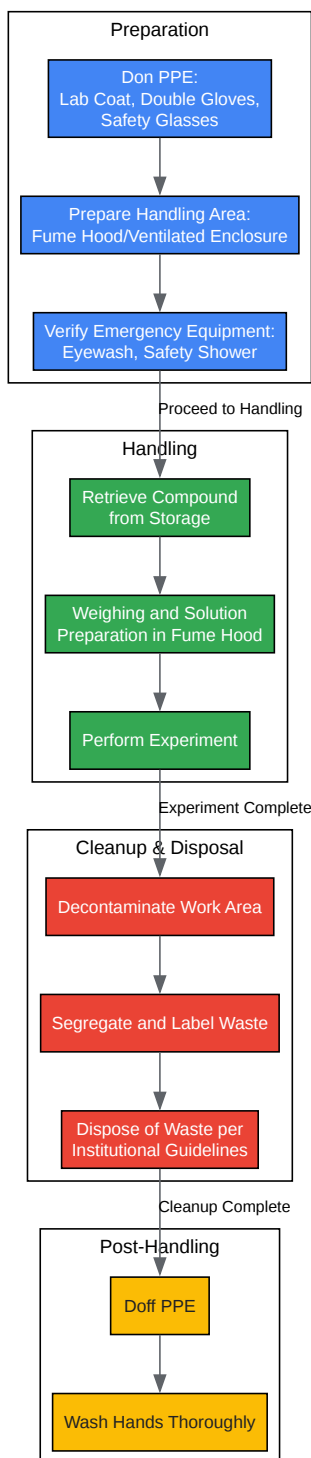 Preparation
Don PPE:
Lab Coat, Double Gloves,
Safety Glasses
Prepare Handling Area:
Fume Hood/Ventilated Enclosure
Verify Emergency Equipment:
Eyewash, Safety Shower
Proceed to Handling
Handling
Retrieve Compound
from Storage
Weighing and Solution
Preparation in Fume Hood
Perform Experiment
Experiment Complete
Cleanup & Disposal
Decontaminate Work Area
Segregate and Label Waste
Dispose of Waste per
Institutional Guidelines
Cleanup Complete
Post-Handling
Doff PPE
Wash Hands Thoroughly